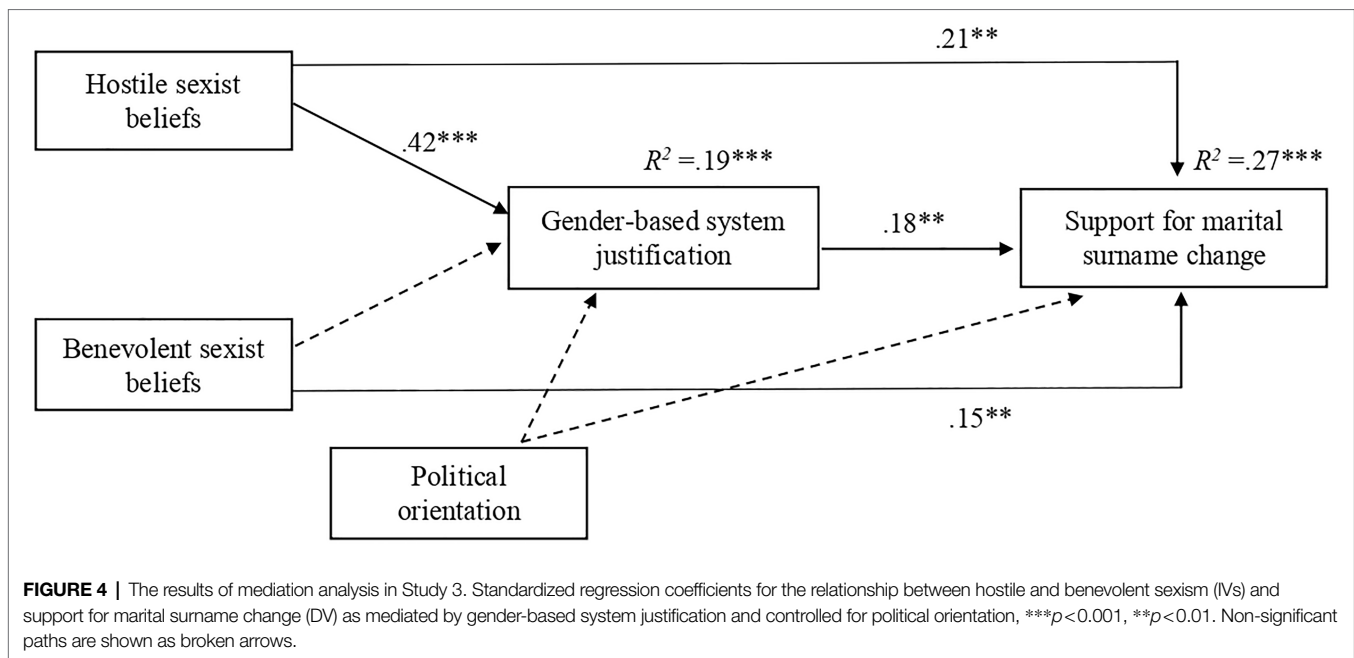 .21**
Hostile sexist
beliefs
.42***
R² =.19***
R² =.27***
Gender-based system
justification
.18**
Support for marital
surname change
Benevolent sexist
beliefs
.15**
Political
orientation
FIGURE 4 | The results of mediation analysis in Study 3. Standardized regression coefficients for the relationship between hostile and benevolent sexism (IVs) and
support for marital surname change (DV) as mediated by gender-based system justification and controlled for political orientation, ***p<0.001, **p<0.01. Non-significant
paths are shown as broken arrows.